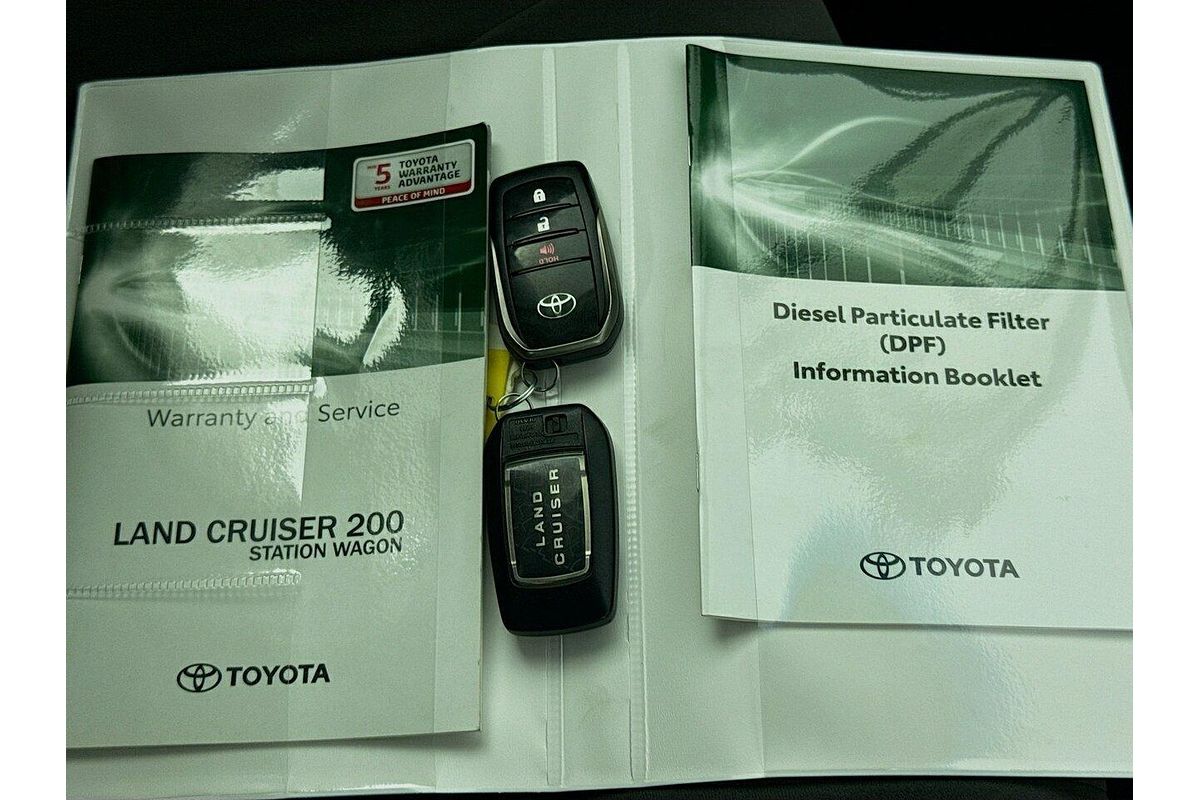 5
YEARS
TOYOTA
WARRANTY
ADVANTAGE
PEACE OF MIND
Warranty and Service
LAND CRUISER 200
STATION WAGON
TOYOTA
HOLD
LAND
CRUISER
Diesel Particulate Filter
(DPF)
Information Booklet
TOYOTA